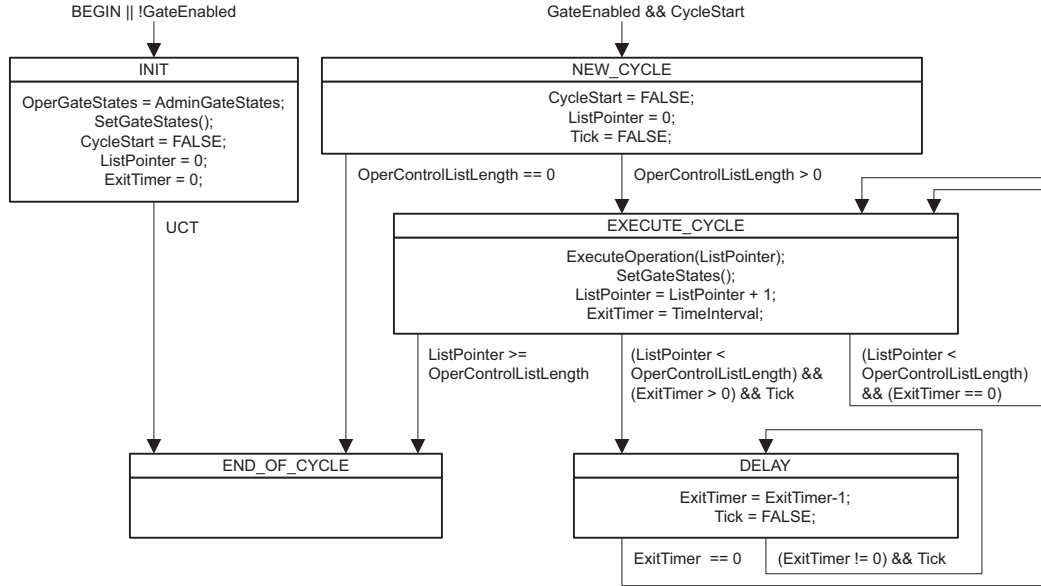 BEGIN || !GateEnabled
GateEnabled && CycleStart
INIT
OperGateStates = AdminGateStates;
SetGateStates();
CycleStart = FALSE;
ListPointer = 0;
ExitTimer = 0;
NEW_CYCLE
CycleStart = FALSE;
ListPointer = 0;
Tick = FALSE;
UCT
OperControlListLength == 0
OperControlListLength > 0
EXECUTE_CYCLE
ExecuteOperation(ListPointer);
SetGateStates();
ListPointer = ListPointer + 1;
ExitTimer = TimeInterval;
ListPointer >=
OperControlListLength
(ListPointer <
OperControlListLength) &&
(ExitTimer > 0) && Tick
(ListPointer <
OperControlListLength)
&& (ExitTimer == 0)
END_OF_CYCLE
DELAY
ExitTimer = ExitTimer-1;
Tick = FALSE;
ExitTimer == 0
(ExitTimer != 0) && Tick